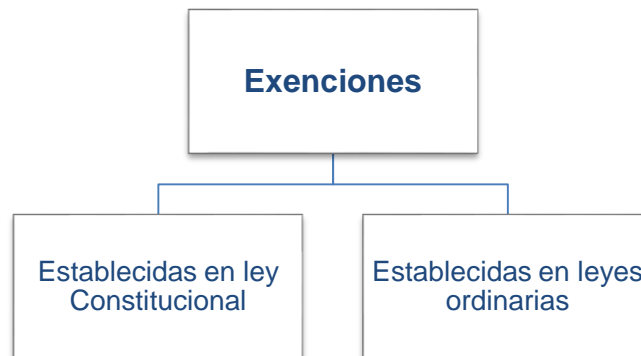 Exenciones
Establecidas en ley
Constitucional
Establecidas en leyes
ordinarias